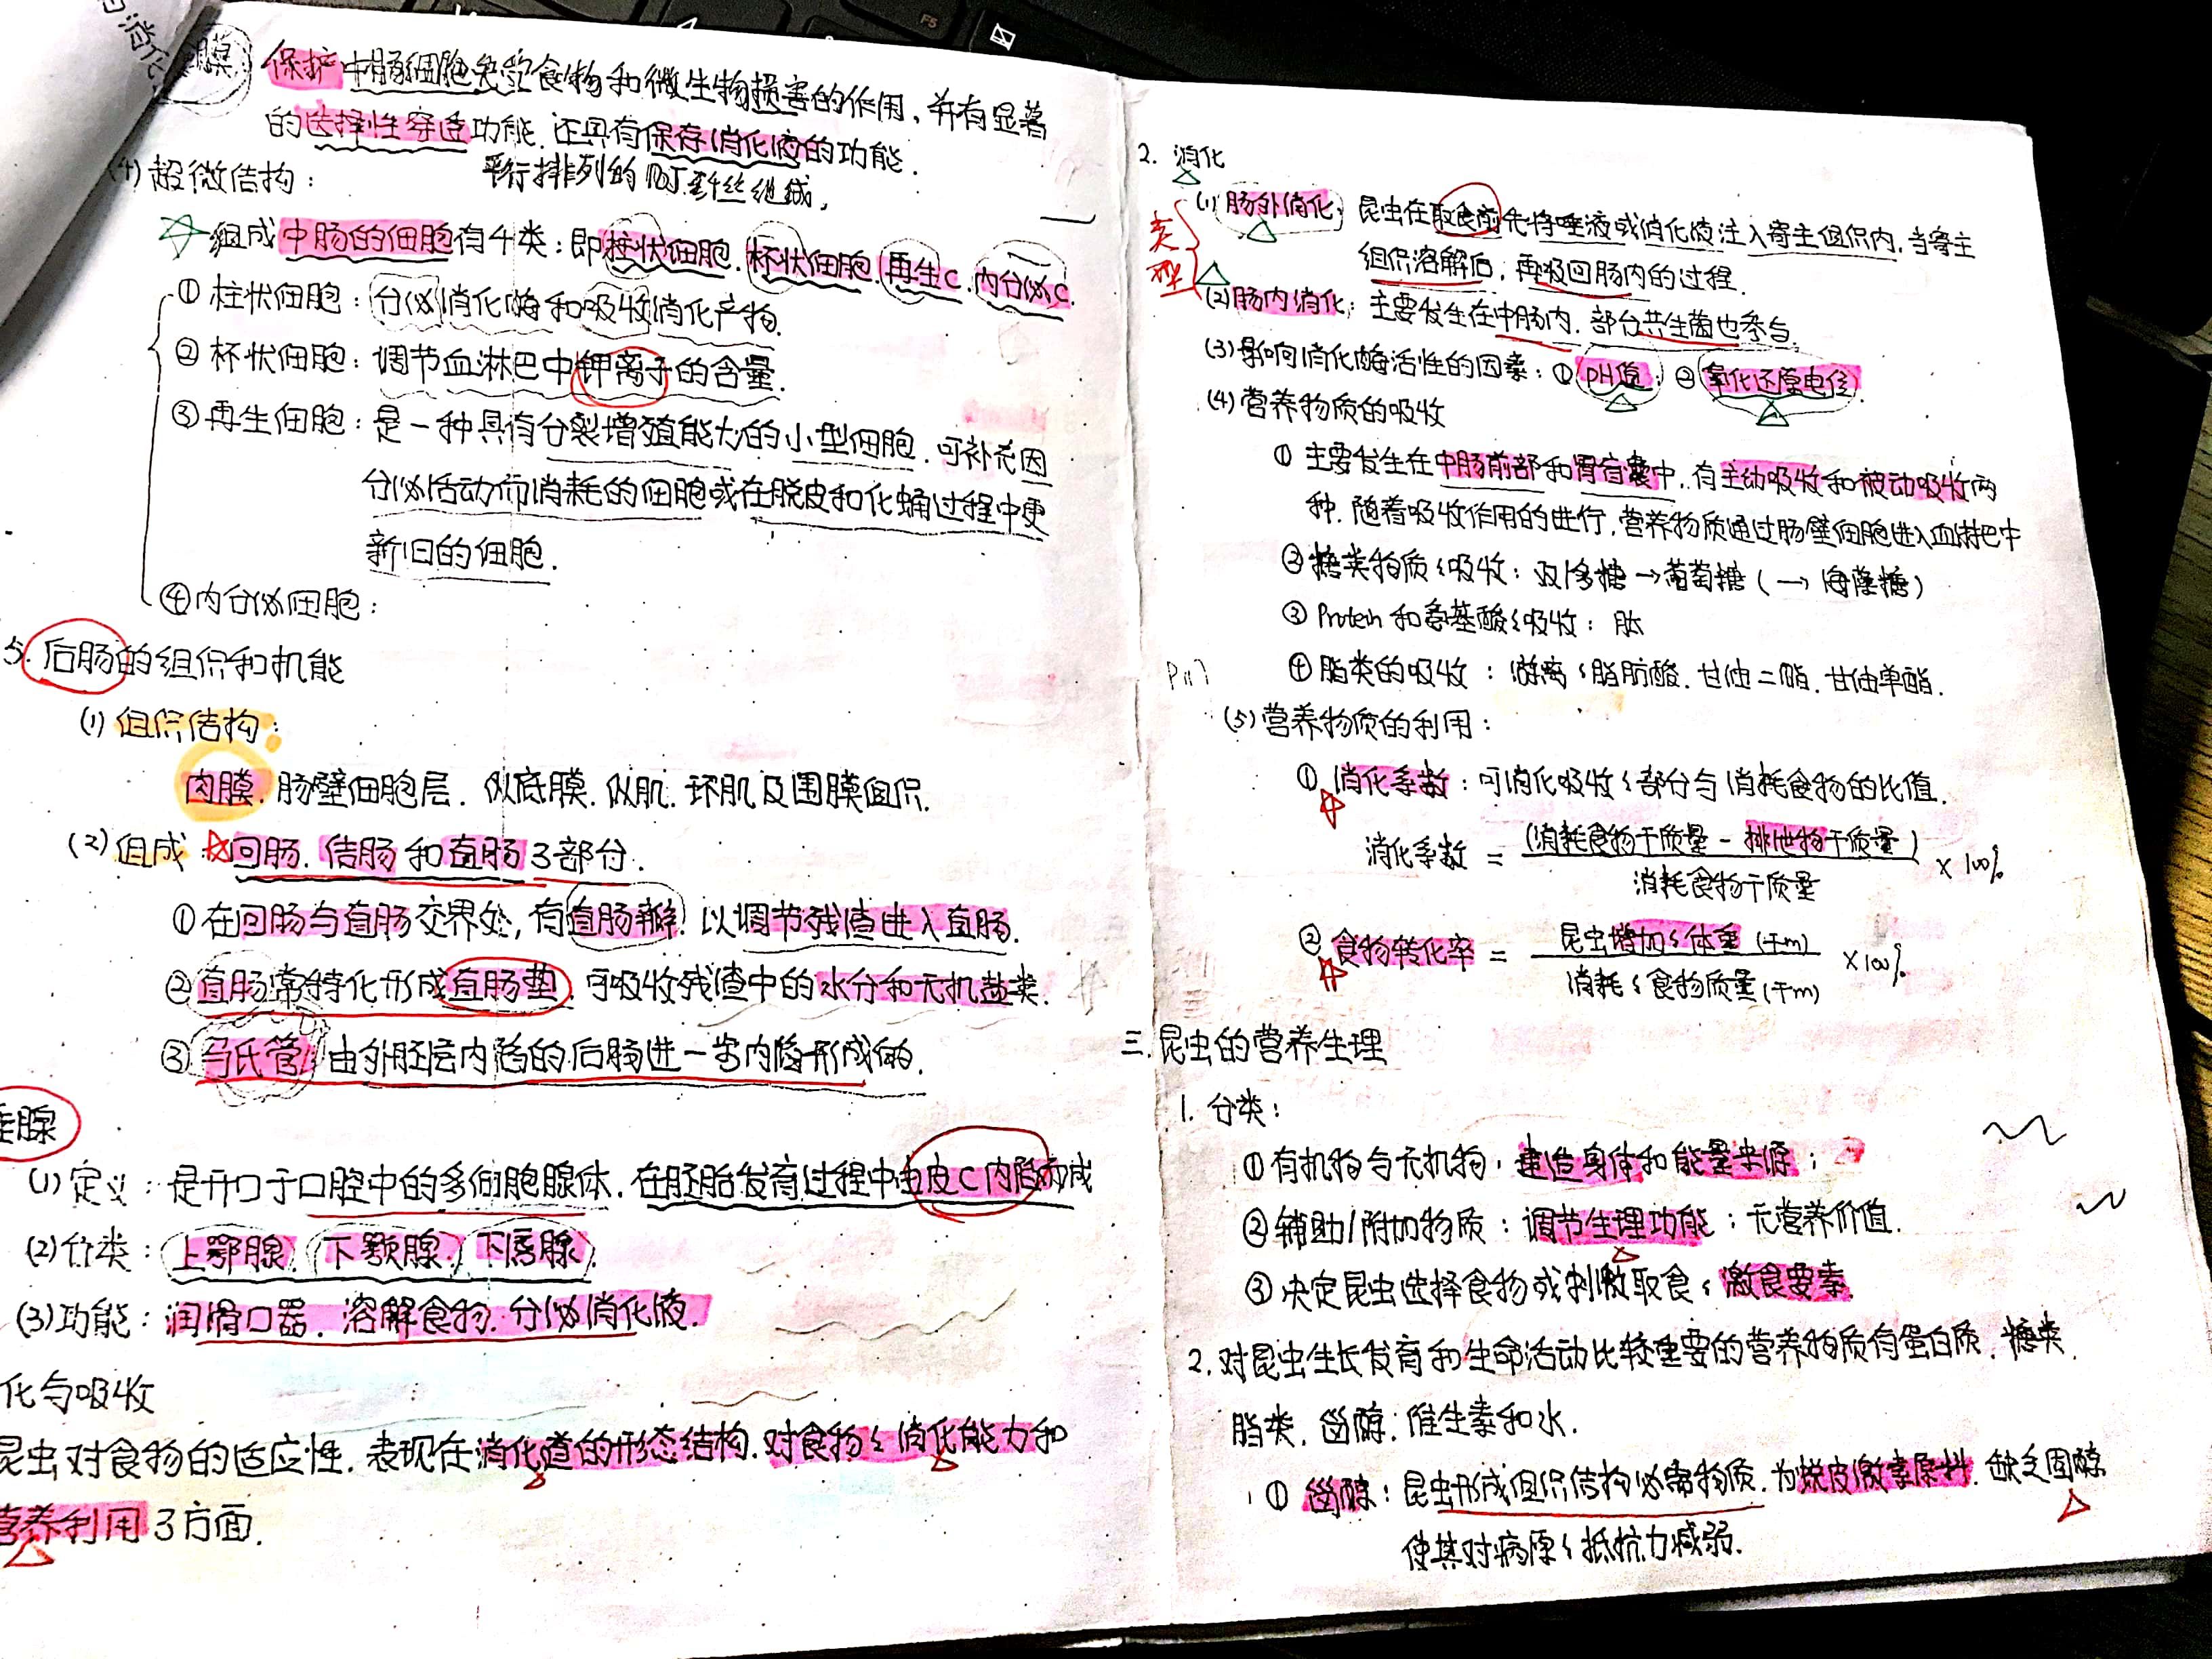 膜 保护中肠细胞免受食物和微生物损害的作用,并有显著
的选择性穿透功能.还具有保存消化液的功能.
(4)超微结构: 平行排列的几丁纤丝组成,
组成中肠的细胞有4类:即柱状细胞.杯状细胞.再生C.内分泌C.
①柱状细胞:分泌消化酶和吸收消化产物.
②杯状细胞:调节血淋巴中钾离子的含量.
③再生细胞:是一种具有分裂增殖能力的小型细胞.可补充因
分泌活动而消耗的细胞或在脱皮和化蛹过程中更
新旧的细胞.
④内分泌细胞:
5.后肠的组织和机能
(1)组织结构:
内膜.肠壁细胞层.似底膜.纵肌.环肌及围膜组织.
(2)组成:回肠.结肠和直肠3部分.
①在回肠与直肠交界处,有直肠瓣.以调节残渣进入直肠.
②直肠常特化形成直肠垫.可吸收残渣中的水分和无机盐类.
③马氏管:由外胚层内陷的后肠进一步内陷形成的.
唾腺
(1)定义:是开口于口腔中的多细胞腺体.在胚胎发育过程中由皮C内陷而成
(2)分类:上鄂腺.下颚腺.下唇腺.
(3)功能:润滑口器.溶解食物.分泌消化液.
化与吸收
昆虫对食物的适应性.表现在消化道的形态结构.对食物的消化能力和
营养利用3方面.
2.消化
类型
(1)肠外消化:昆虫在取食前先将唾液或消化液注入寄主组织内,当寄主
组织溶解后,再吸回肠内的过程.
(2)肠内消化:主要发生在中肠内.部分共生菌也参与.
(3)影响消化酶活性的因素:①pH值;②氧化还原电位.
(4)营养物质的吸收
①主要发生在中肠前部和胃盲囊中.有主动吸收和被动吸收两
种.随着吸收作用的进行,营养物质通过肠壁细胞进入血淋巴中
②糖类物质的吸收:双/多糖→葡萄糖(→海藻糖)
③Protein和氨基酸的吸收:肽
P117 ④脂类的吸收:游离的脂肪酸.甘油二酯.甘油单酯.
(5)营养物质的利用:
①消化系数:可消化吸收的部分与消耗食物的比值.
消化系数 = (消耗食物干质量-排泄物干质量) / 消耗食物干质量 ×100%
②食物转化率 = 昆虫增加的体重(干m) / 消耗的食物质量(干m) ×100%
三.昆虫的营养生理
1.分类:
①有机物与无机物:建造身体和能量来源;
②辅助/附加物质:调节生理功能;无营养价值.
③决定昆虫选择食物或刺激取食的激食要素.
2.对昆虫生长发育和生命活动比较重要的营养物质有蛋白质.糖类.
脂类.甾醇.维生素和水.
①甾醇:昆虫形成组织结构必需物质.为蜕皮激素原料.缺乏固醇
使其对病原的抵抗力减弱.